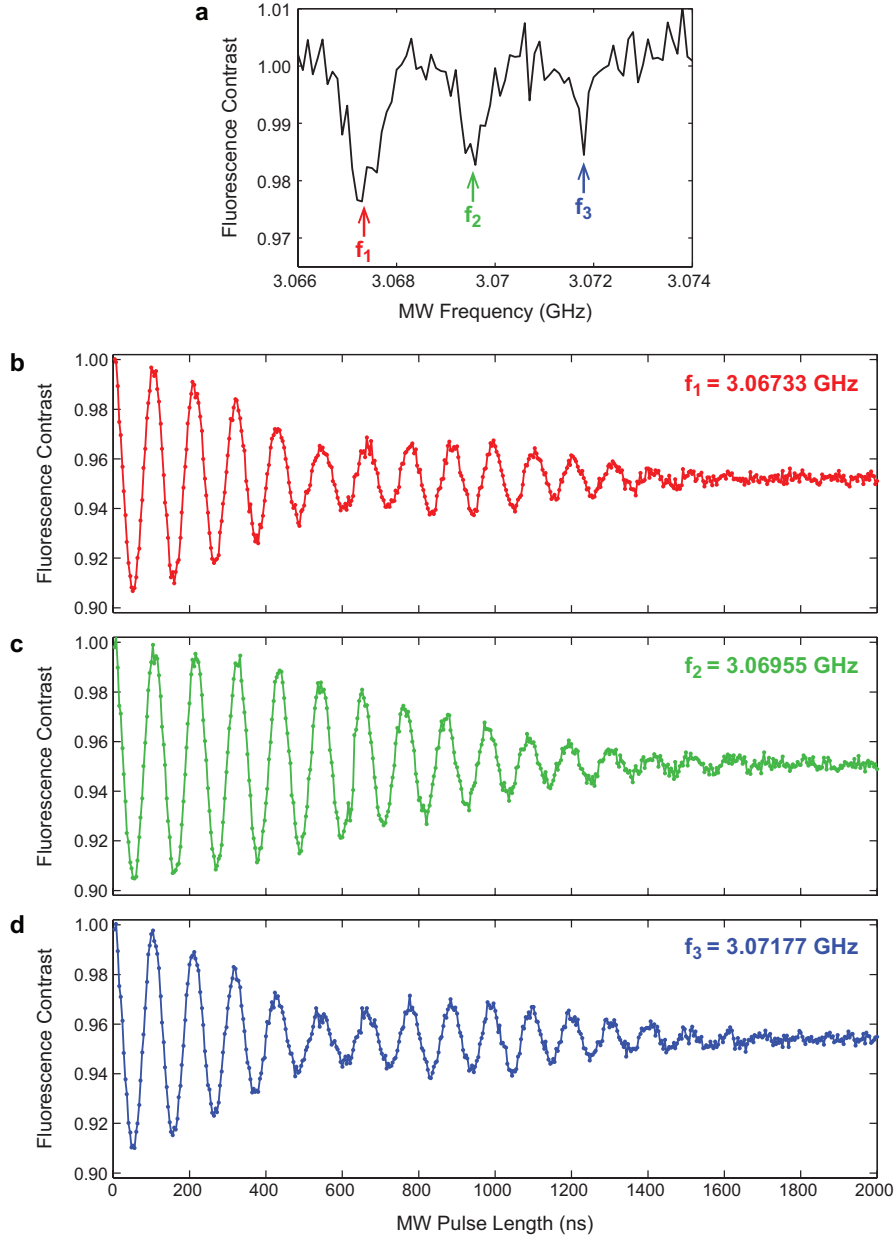 a
1.01
1.00
0.99
0.98
0.97
Fluorescence Contrast
f1
f2
f3
3.066 3.068 3.07 3.072 3.074
MW Frequency (GHz)
b
1.00
0.98
0.96
0.94
0.92
0.90
Fluorescence Contrast
f1 = 3.06733 GHz
c
1.00
0.98
0.96
0.94
0.92
0.90
Fluorescence Contrast
f2 = 3.06955 GHz
d
1.00
0.98
0.96
0.94
0.92
0.90
Fluorescence Contrast
f3 = 3.07177 GHz
0 200 400 600 800 1000 1200 1400 1600 1800 2000
MW Pulse Length (ns)